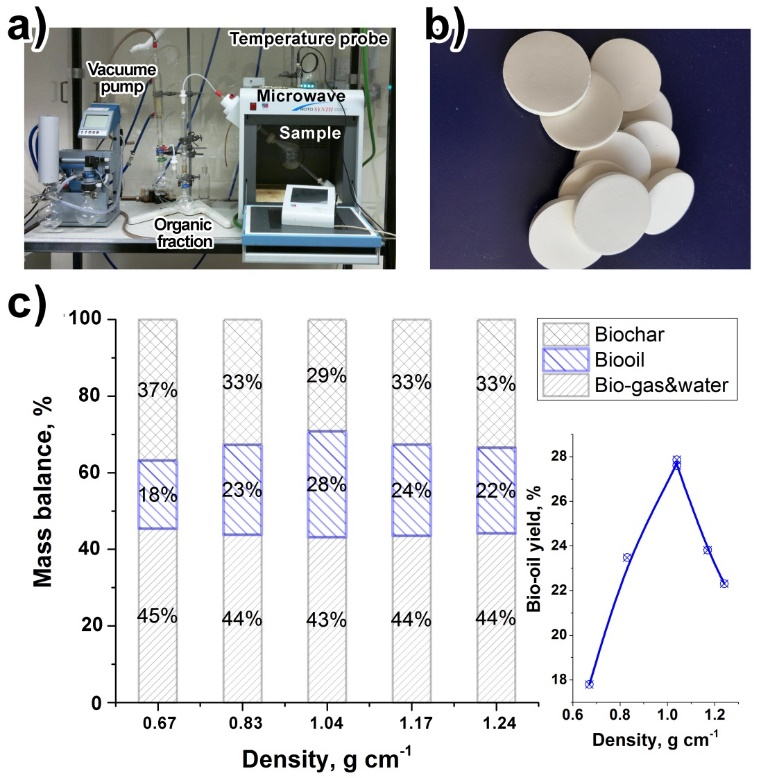 a)
Temperature probe
Vacuume
pump
Microwave
Sample
Organic
fraction
b)
c)
Mass balance, %
100
80
60
40
20
0
37%
33%
29%
33%
33%
18%
23%
28%
24%
22%
45%
44%
43%
44%
44%
0.67
0.83
1.04
1.17
1.24
Density, g cm⁻¹
Biochar
Biooil
Bio-gas&water
Bio-oil yield, %
28
26
24
22
20
18
0.6
0.8
1.0
1.2
Density, g cm⁻¹